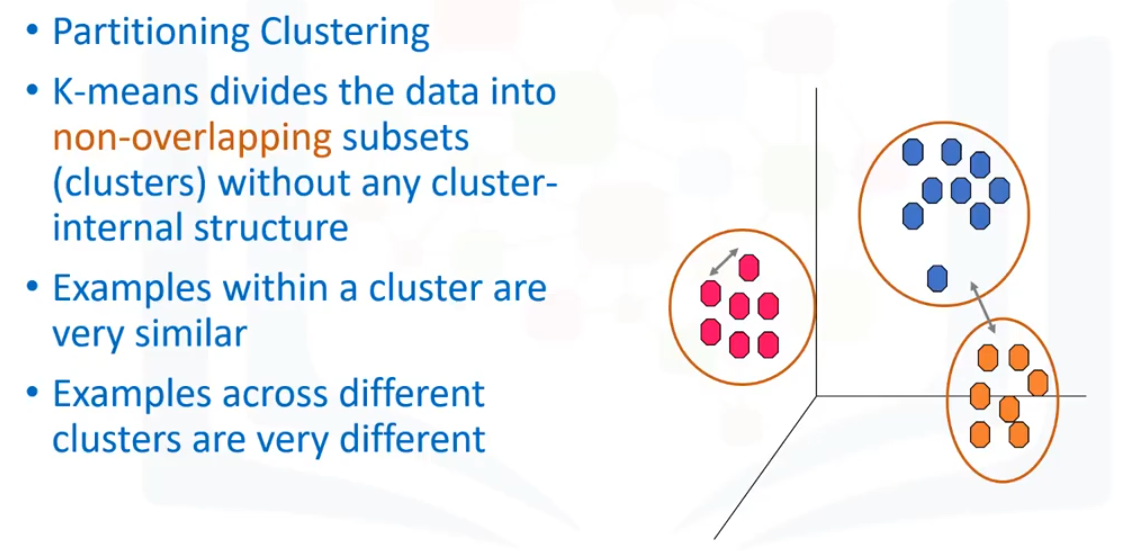 • Partitioning Clustering
• K-means divides the data into
non-overlapping subsets
(clusters) without any cluster-
internal structure
• Examples within a cluster are
very similar
• Examples across different
clusters are very different